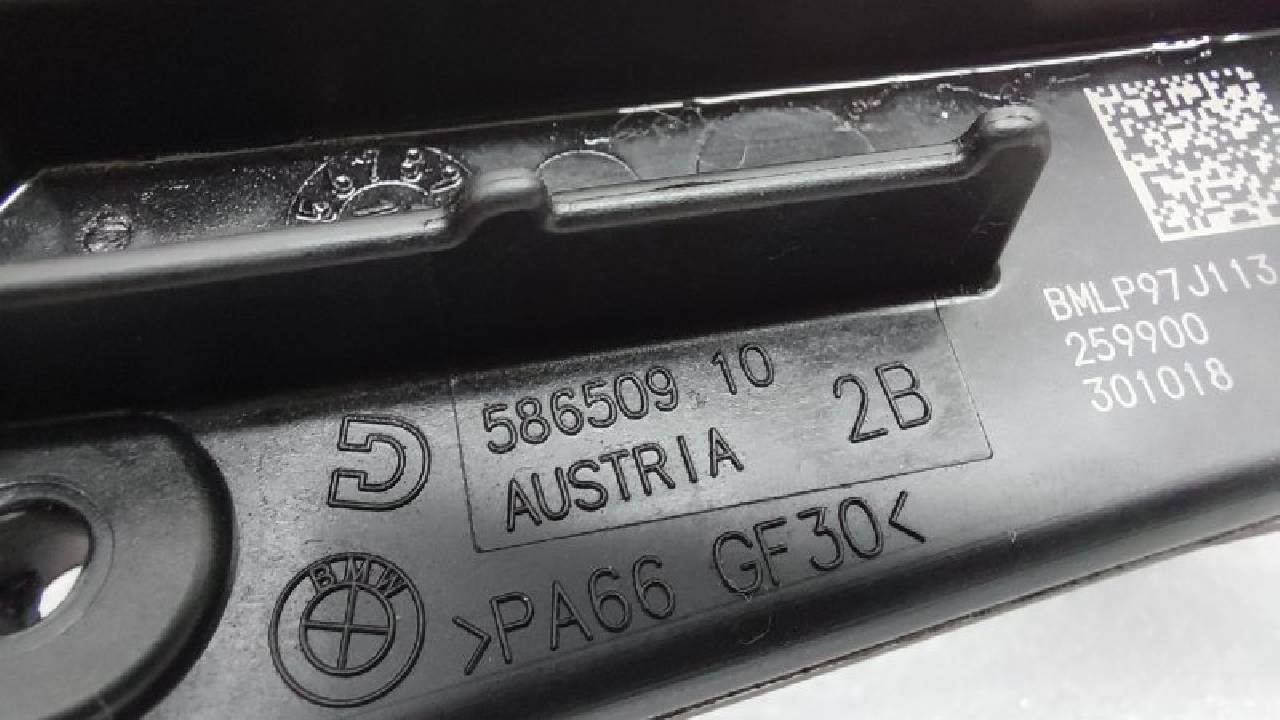 BMLP97J113
259900
301018
586509 10
2B
AUSTRIA
BMW
>PA66 GF30<